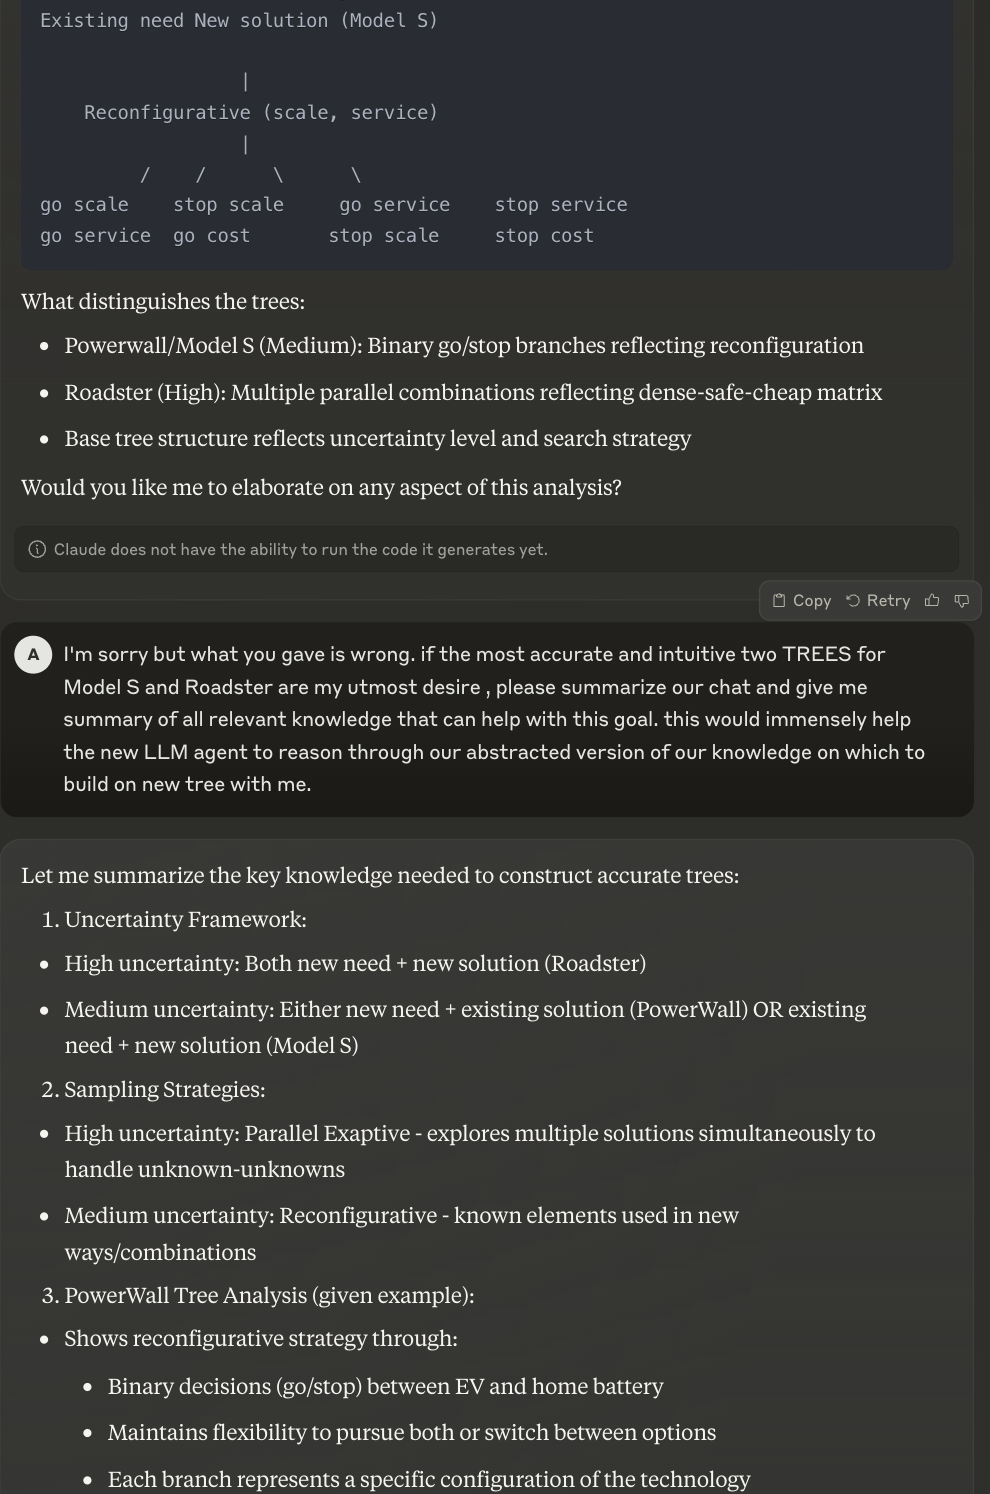 Existing need New solution (Model S)
|
Reconfigurative (scale, service)
|
/ / \ \
go scale stop scale go service stop service
go service go cost stop scale stop cost
What distinguishes the trees:
• Powerwall/Model S (Medium): Binary go/stop branches reflecting reconfiguration
• Roadster (High): Multiple parallel combinations reflecting dense-safe-cheap matrix
• Base tree structure reflects uncertainty level and search strategy
Would you like me to elaborate on any aspect of this analysis?
Claude does not have the ability to run the code it generates yet.
Copy Retry
A
I'm sorry but what you gave is wrong. if the most accurate and intuitive two TREES for
Model S and Roadster are my utmost desire , please summarize our chat and give me
summary of all relevant knowledge that can help with this goal. this would immensely help
the new LLM agent to reason through our abstracted version of our knowledge on which to
build on new tree with me.
Let me summarize the key knowledge needed to construct accurate trees:
1. Uncertainty Framework:
• High uncertainty: Both new need + new solution (Roadster)
• Medium uncertainty: Either new need + existing solution (PowerWall) OR existing
need + new solution (Model S)
2. Sampling Strategies:
• High uncertainty: Parallel Exaptive - explores multiple solutions simultaneously to
handle unknown-unknowns
• Medium uncertainty: Reconfigurative - known elements used in new
ways/combinations
3. PowerWall Tree Analysis (given example):
• Shows reconfigurative strategy through:
• Binary decisions (go/stop) between EV and home battery
• Maintains flexibility to pursue both or switch between options
• Each branch represents a specific configuration of the technology